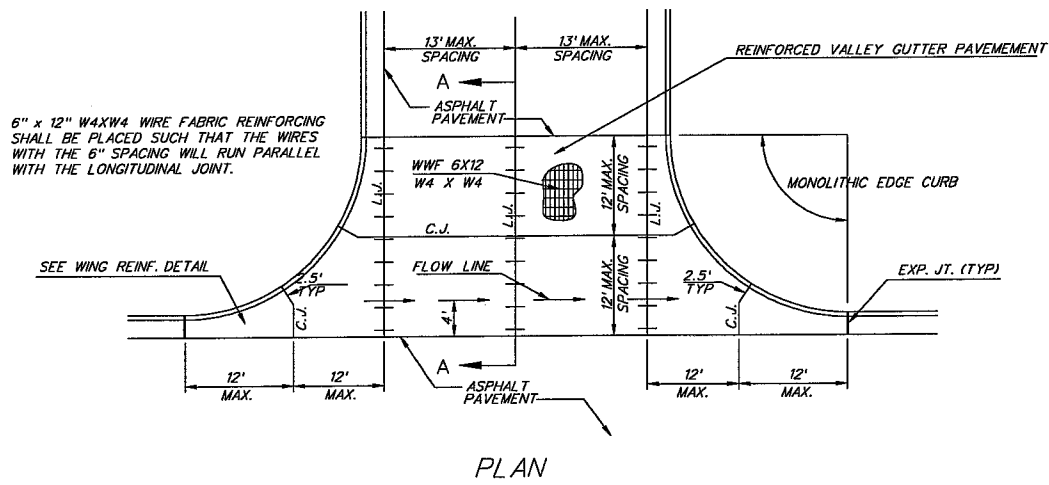 13' MAX.
SPACING
13' MAX.
SPACING
REINFORCED VALLEY GUTTER PAVEMEMENT
A
ASPHALT
PAVEMENT
6" x 12" W4XW4 WIRE FABRIC REINFORCING
SHALL BE PLACED SUCH THAT THE WIRES
WITH THE 6" SPACING WILL RUN PARALLEL
WITH THE LONGITUDINAL JOINT.
WWF 6X12
W4 X W4
12' MAX.
SPACING
L.J.
L.J.
L.J.
MONOLITHIC EDGE CURB
C.J.
SEE WING REINF. DETAIL
2.5'
TYP
FLOW LINE
12' MAX.
SPACING
2.5'
TYP
EXP. JT. (TYP)
C.J.
4'
C.J.
A
12'
MAX.
12'
MAX.
ASPHALT
PAVEMENT
12'
MAX.
12'
MAX.
PLAN